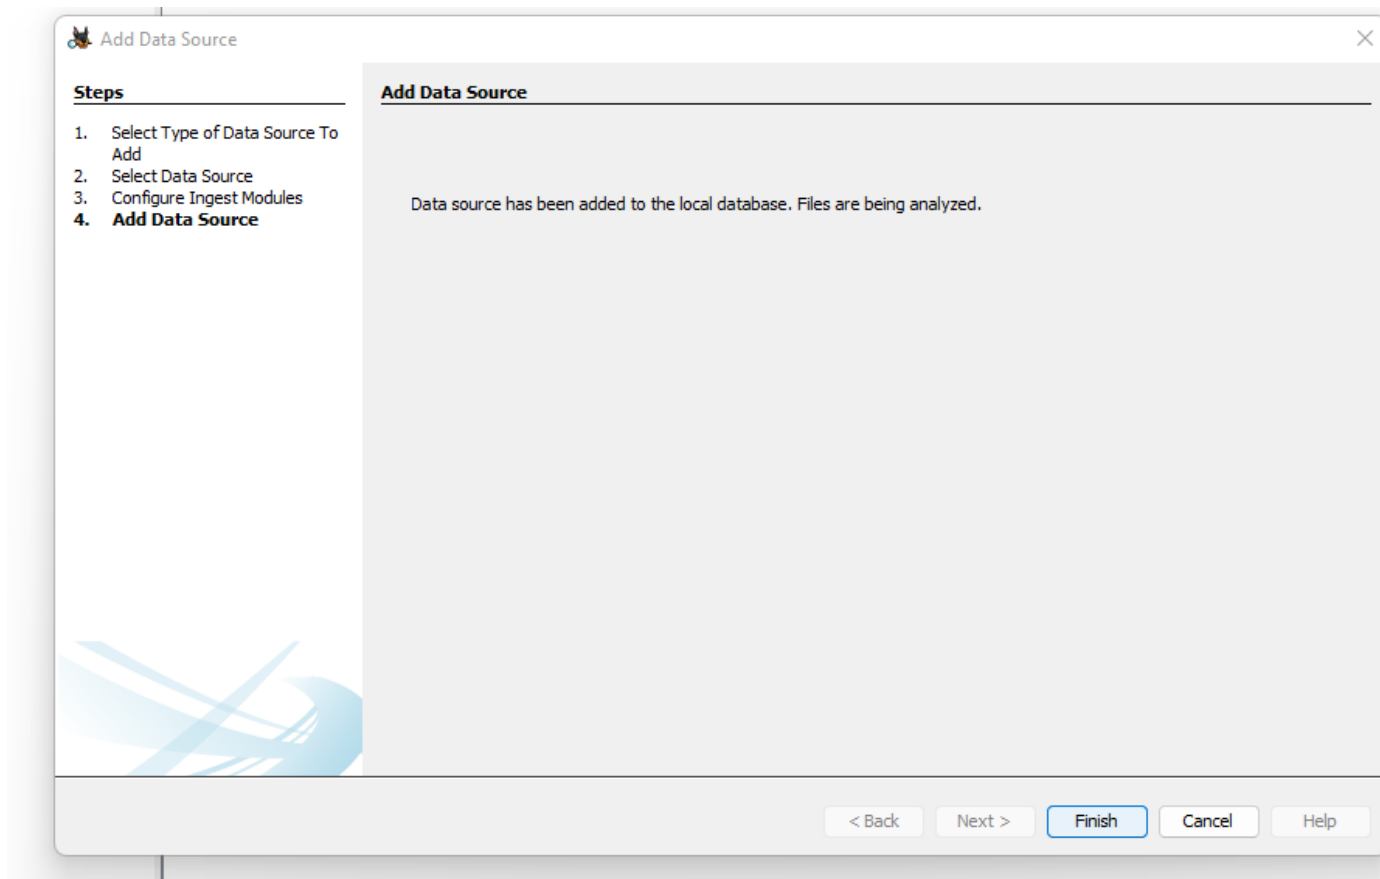 Add Data Source
Steps
1. Select Type of Data Source To
Add
2. Select Data Source
3. Configure Ingest Modules
4. Add Data Source
Add Data Source
Data source has been added to the local database. Files are being analyzed.
< Back Next > Finish Cancel Help